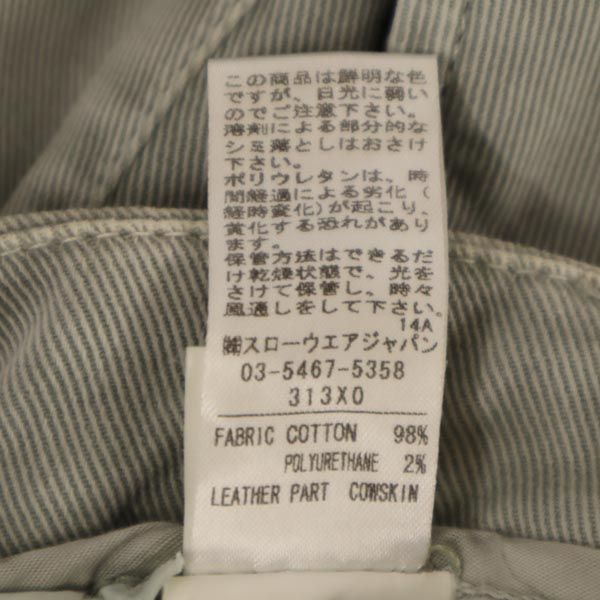 この商品は鮮明な色
ですが、日光に弱い
のでご注意下さい。
溶剤による部分的な
シミ落としはおさけ
下さい。
ポリウレタンは、時
間経過による劣化（
経時変化)が起こり、
黄化する恐れがあり
ます。
保管方法はできるだ
け乾燥状態で、光を
さけて保管し、時々
風通しをして下さい。
14A
㈱スローウエアジャパン
03-5467-5358
313X0
FABRIC COTTON 98%
POLYURETHANE 2%
LEATHER PART COWSKIN